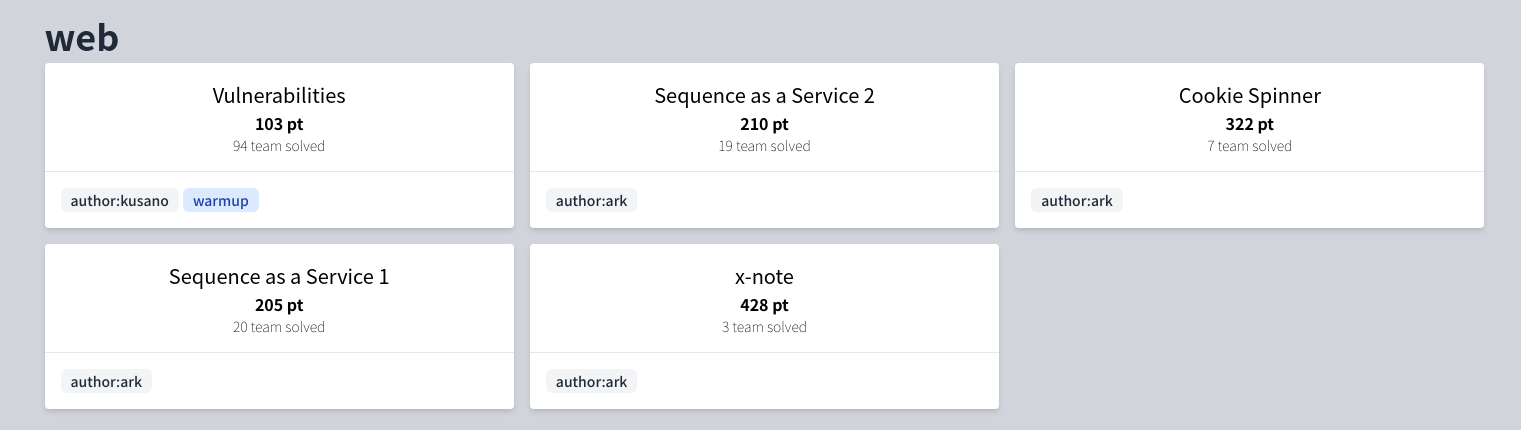 web
Vulnerabilities
103 pt
94 team solved
author:kusano warmup
Sequence as a Service 2
210 pt
19 team solved
author:ark
Cookie Spinner
322 pt
7 team solved
author:ark
Sequence as a Service 1
205 pt
20 team solved
author:ark
x-note
428 pt
3 team solved
author:ark